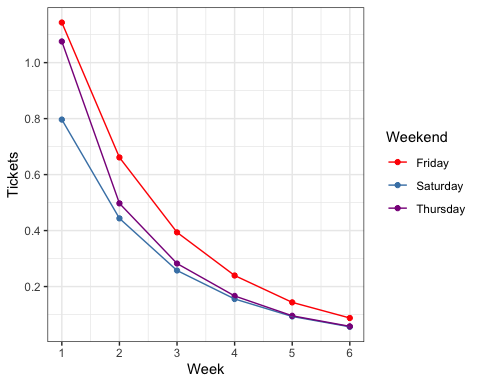 1.0
0.8
0.6
0.4
0.2
Tickets
1 2 3 4 5 6
Week
Weekend
Friday
Saturday
Thursday